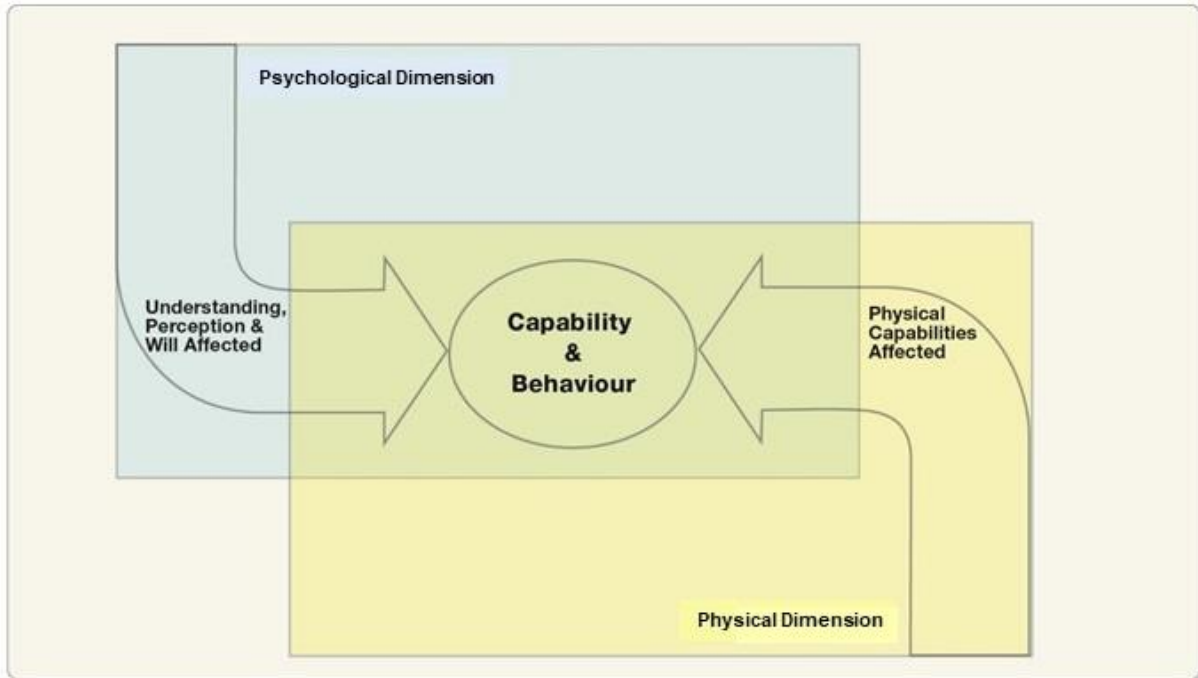 Psychological Dimension
Understanding,
Perception &
Will Affected
Capability
&
Behaviour
Physical
Capabilities
Affected
Physical Dimension